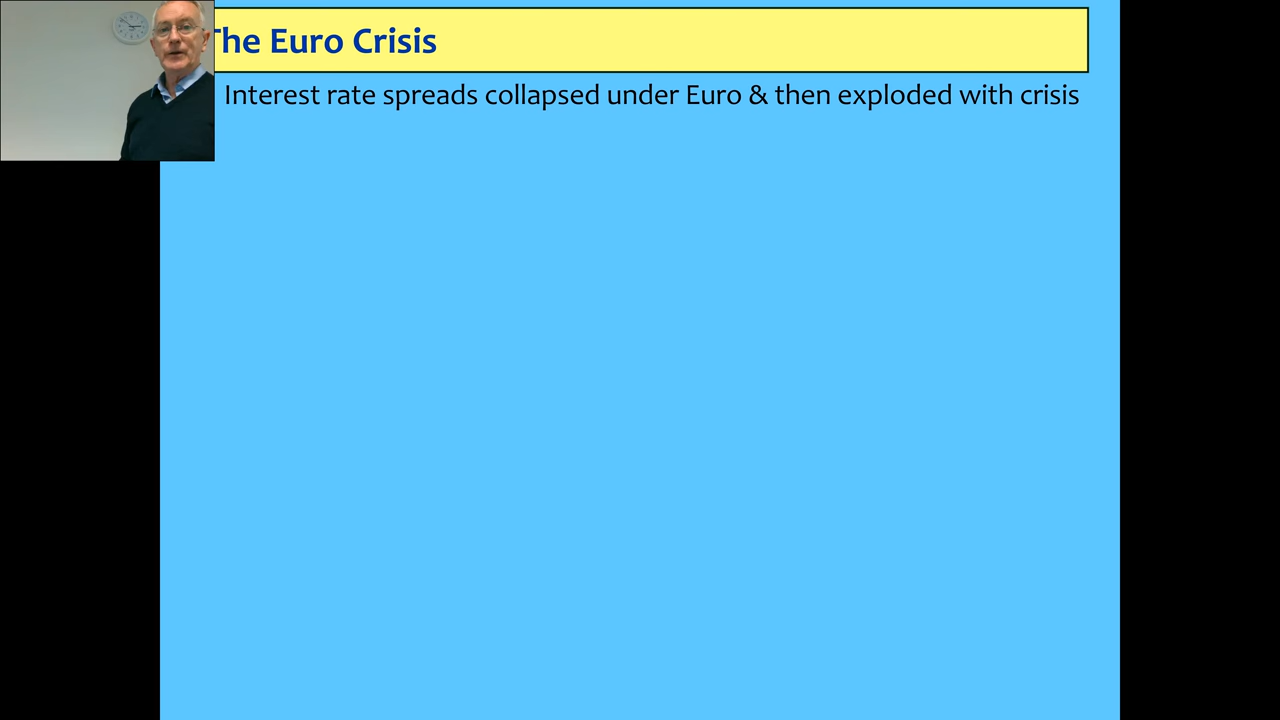 The Euro Crisis
Interest rate spreads collapsed under Euro & then exploded with crisis